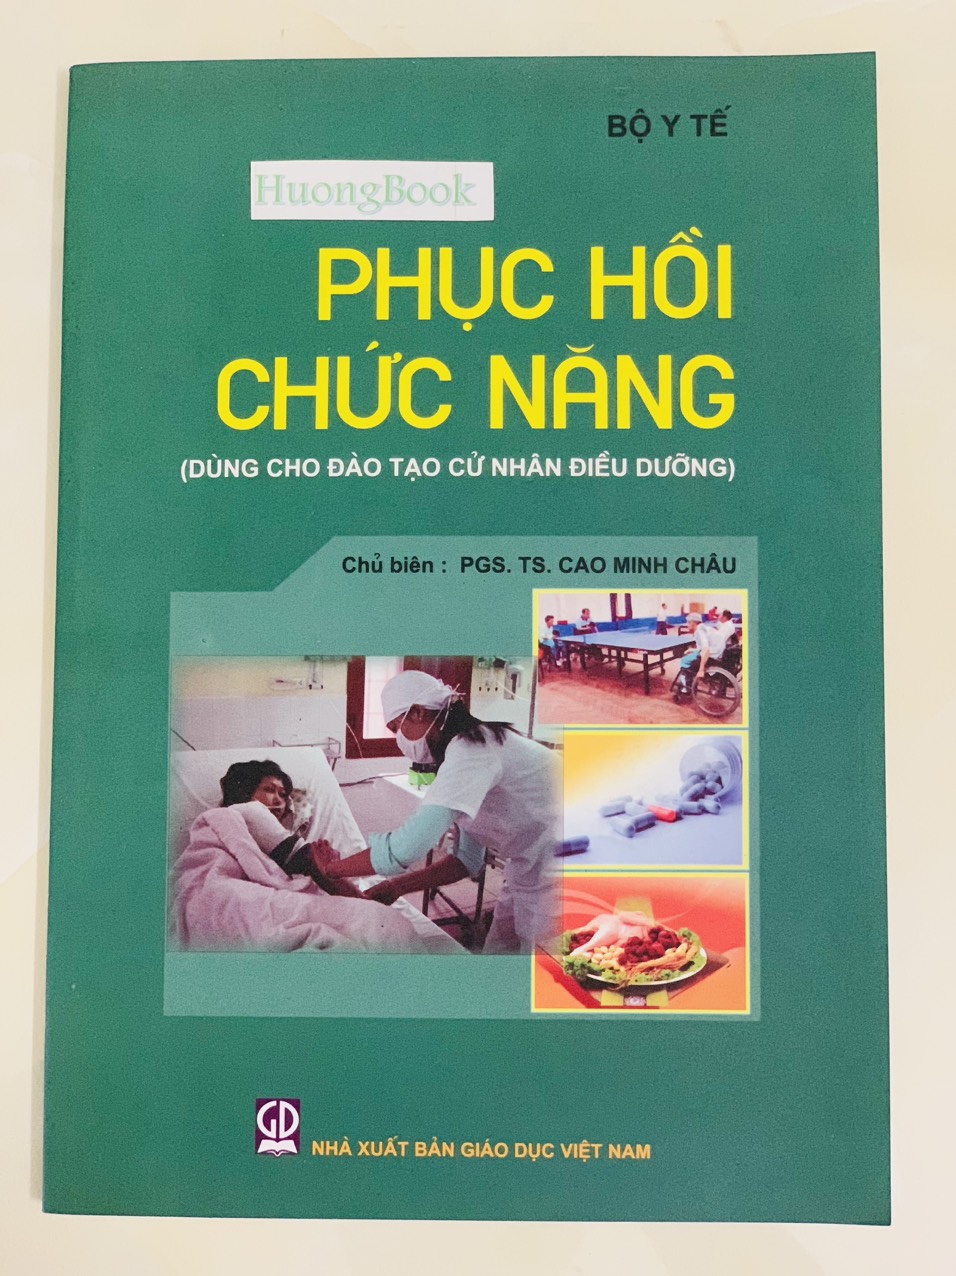 BỘ Y TẾ
HuongBook
PHỤC HỒI
CHỨC NĂNG
(DÙNG CHO ĐÀO TẠO CỬ NHÂN ĐIỀU DƯỠNG)
Chủ biên : PGS. TS. CAO MINH CHÂU
GD
NHÀ XUẤT BẢN GIÁO DỤC VIỆT NAM